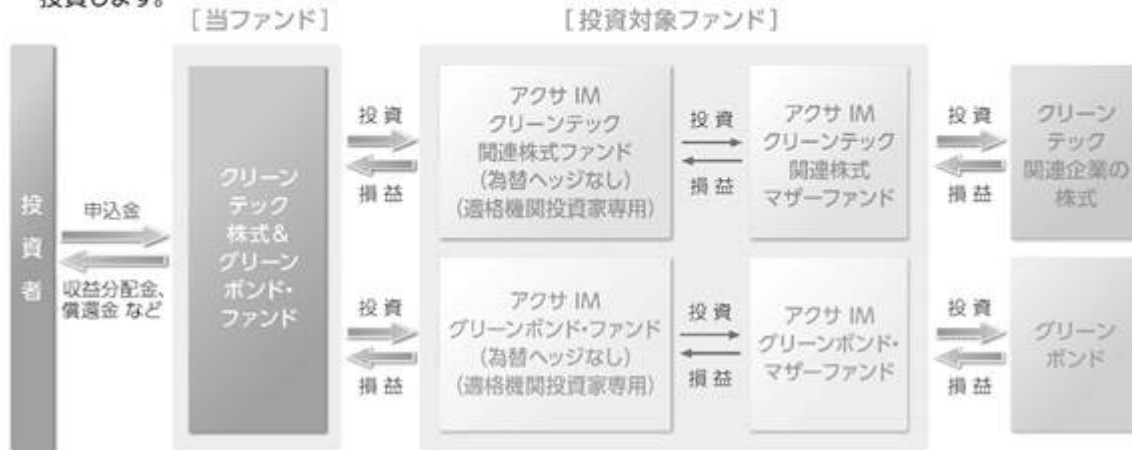 投資します。
[当ファンド]
[投資対象ファンド]
投資者
申込金
収益分配金、
償還金 など
クリーン
テック
株式&
グリーン
ボンド・
ファンド
投資
損益
アクサ IM
クリーンテック
関連株式ファンド
(為替ヘッジなし)
(適格機関投資家専用)
投資
損益
アクサ IM
クリーンテック
関連株式
マザーファンド
投資
損益
クリーン
テック
関連企業の
株式
投資
損益
アクサ IM
グリーンボンド・ファンド
(為替ヘッジなし)
(適格機関投資家専用)
投資
損益
アクサ IM
グリーンボンド・
マザーファンド
投資
損益
グリーン
ボンド